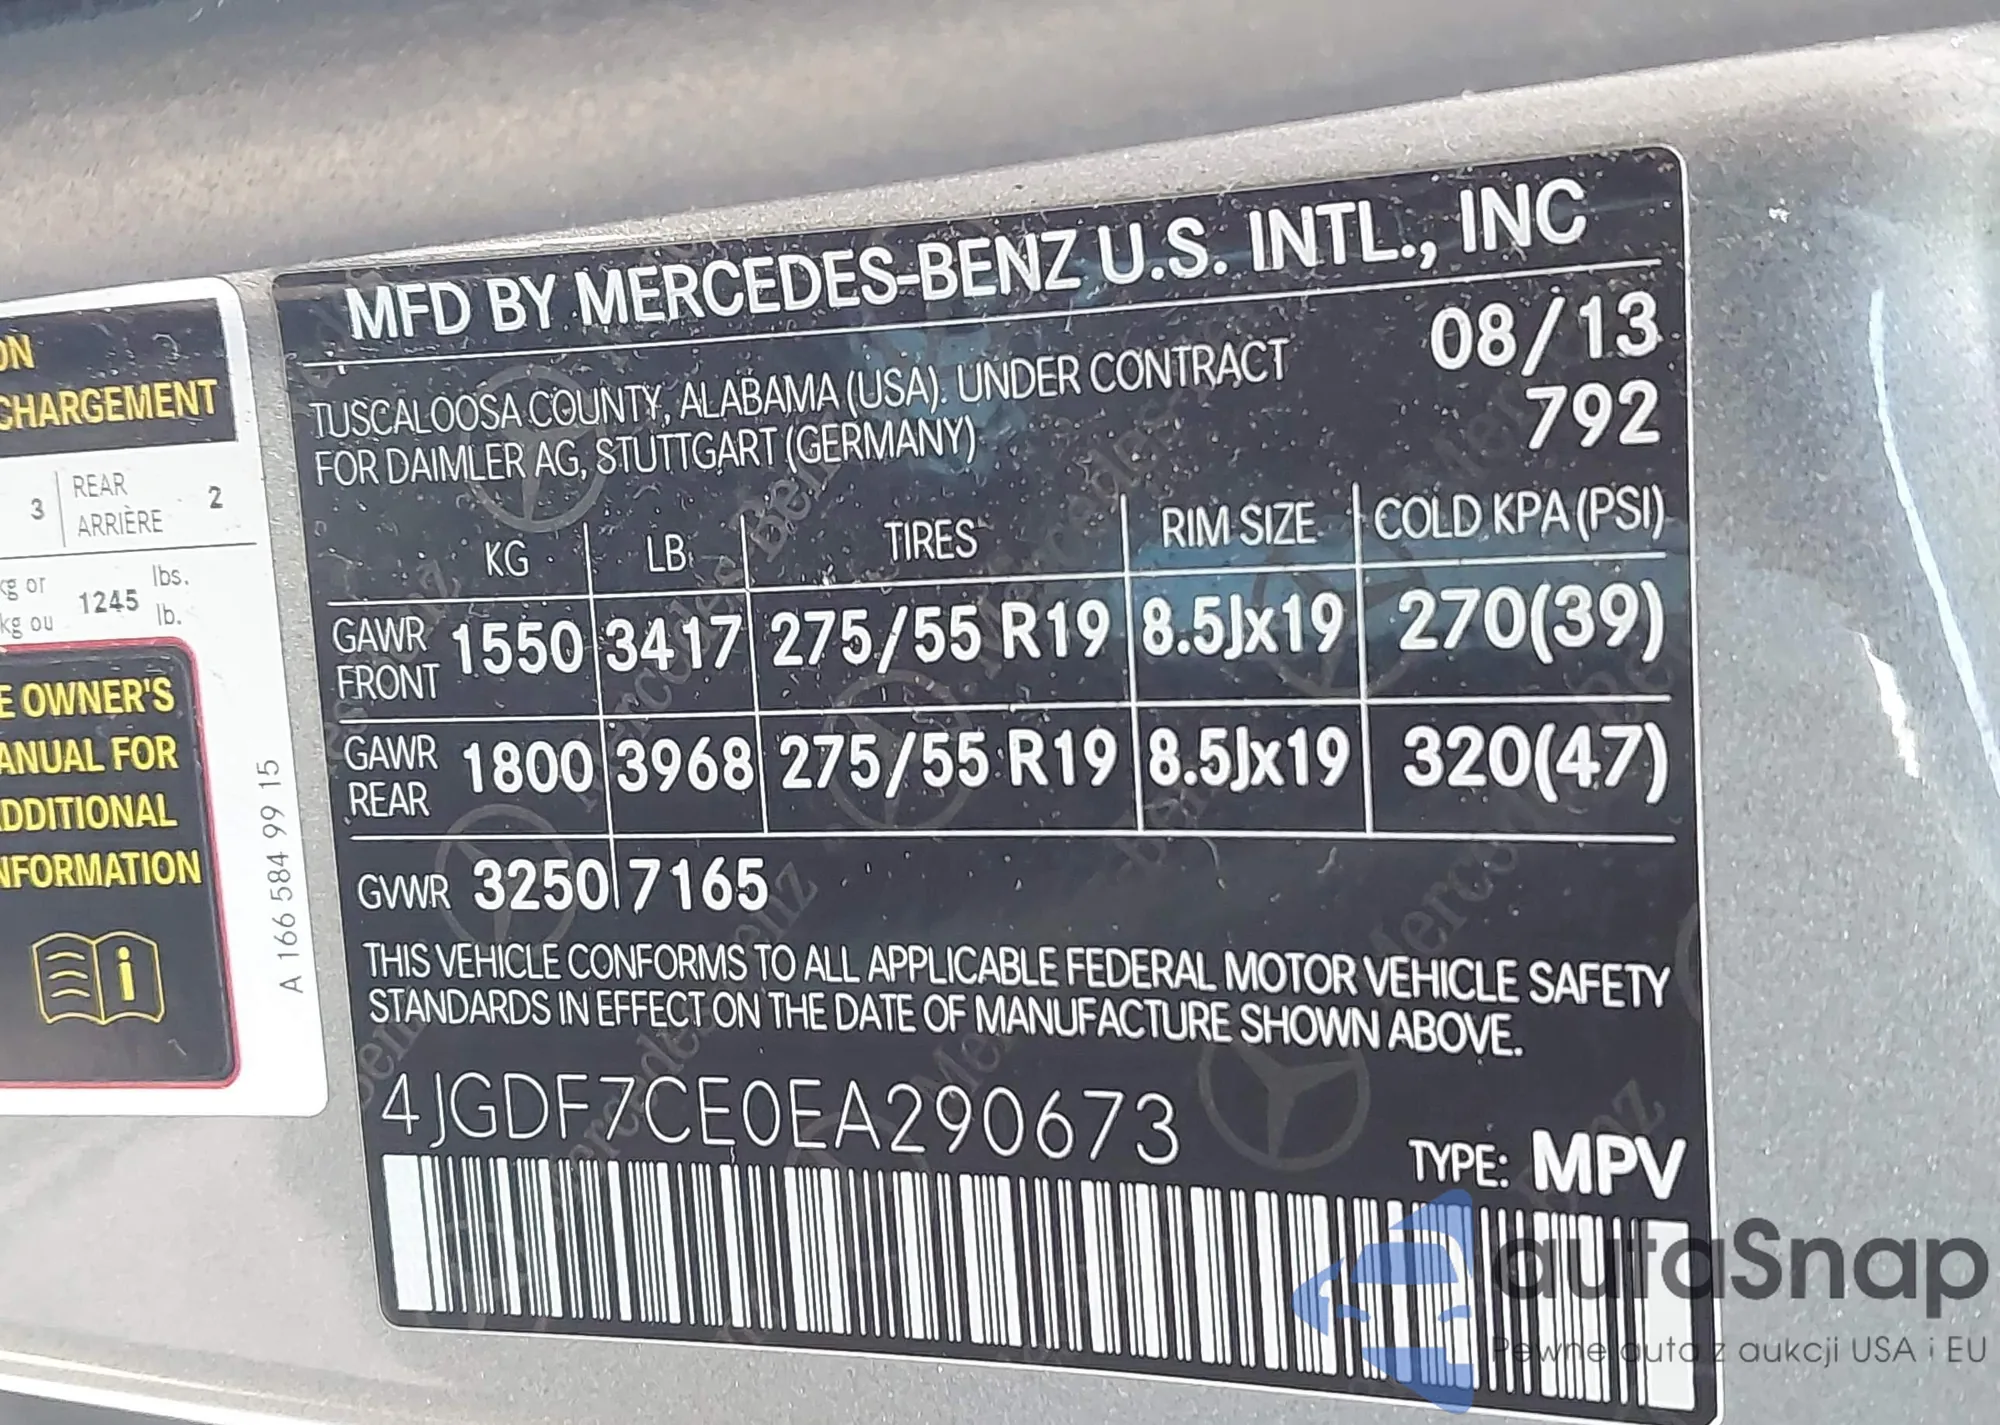 ON
CHARGEMENT
3 REAR 2
ARRIÈRE
kg or 1245 lbs.
kg ou lb.
E OWNER'S
ANUAL FOR
DDITIONAL
NFORMATION
A 166 584 99 15
MFD BY MERCEDES-BENZ U.S. INTL., INC
TUSCALOOSA COUNTY, ALABAMA (USA). UNDER CONTRACT 08/13
FOR DAIMLER AG, STUTTGART (GERMANY) 792
KG LB TIRES RIM SIZE COLD KPA (PSI)
GAWR FRONT 1550 3417 275/55 R19 8.5Jx19 270(39)
GAWR REAR 1800 3968 275/55 R19 8.5Jx19 320(47)
GVWR 3250 7165
THIS VEHICLE CONFORMS TO ALL APPLICABLE FEDERAL MOTOR VEHICLE SAFETY
STANDARDS IN EFFECT ON THE DATE OF MANUFACTURE SHOWN ABOVE.
4JGDF7CE0EA290673
TYPE: MPV
autaSnap
Pewne auta z aukcji USA i EU